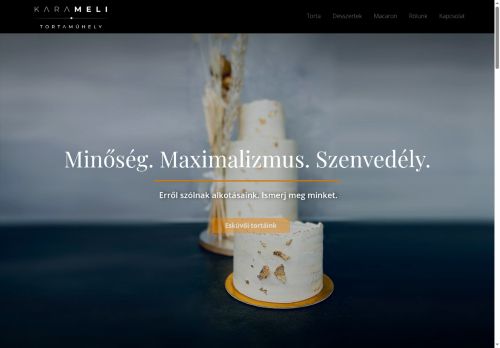 KARAMELI
TORTAMŰHELY
Torta Desszertek Macaron Rólunk Kapcsolat
Minőség. Maximalizmus. Szenvedély.
Erről szólnak alkotásaink. Ismerj meg minket.
Esküvői tortáink